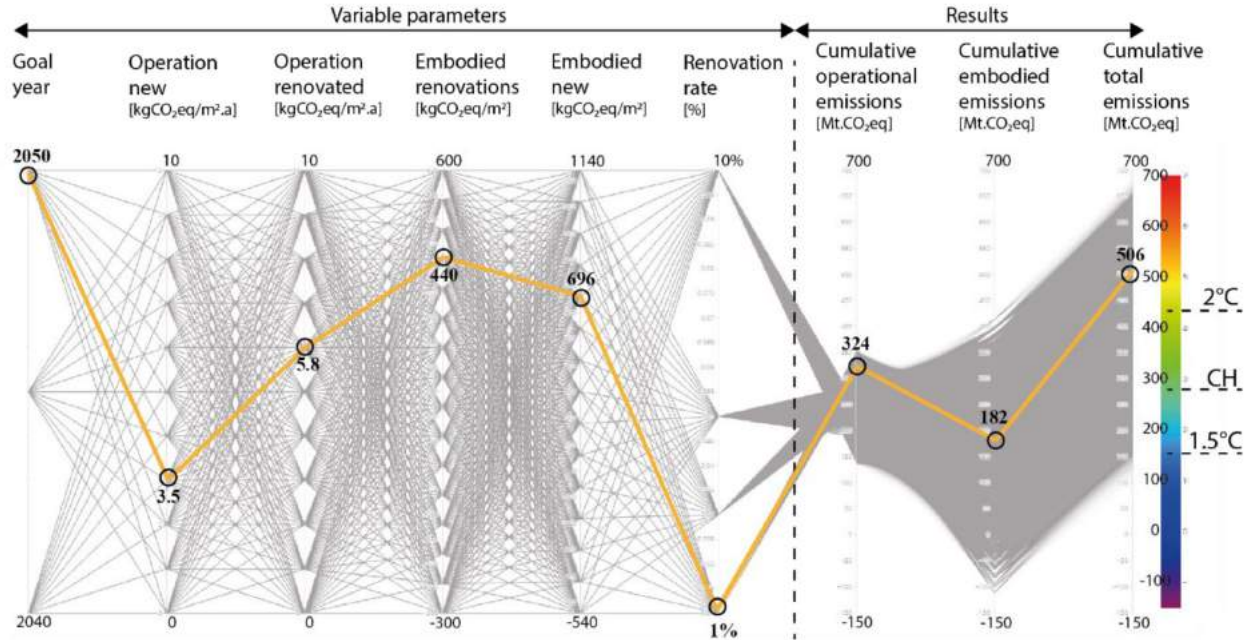 Variable parameters
Results
Goal
year
Operation
new
[kgCO₂eq/m².a]
Operation
renovated
[kgCO₂eq/m².a]
Embodied
renovations
[kgCO₂eq/m²]
Embodied
new
[kgCO₂eq/m²]
Renovation
rate
[%]
Cumulative
operational
emissions
[Mt.CO₂eq]
Cumulative
embodied
emissions
[Mt.CO₂eq]
Cumulative
total
emissions
[Mt.CO₂eq]
2050
10
10
600
1140
10%
700
700
700
700
600
500
400
300
200
100
0
-100
2°C
CH
1.5°C
3.5
5.8
440
696
1%
324
182
506
2040
0
0
-300
-540
-150
-150
-150